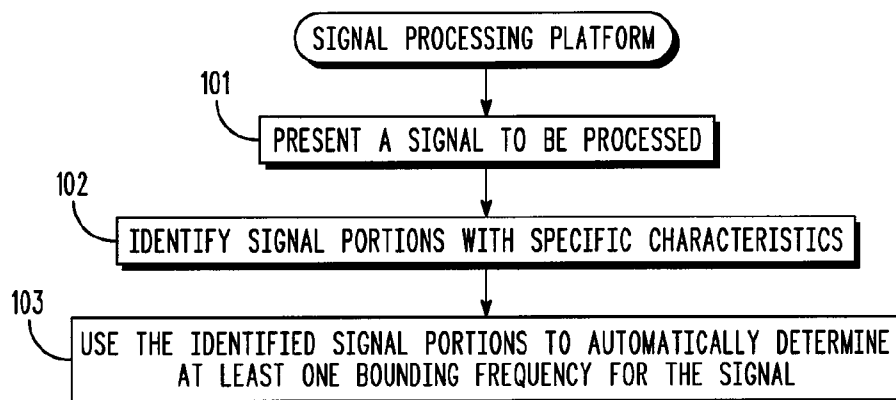 SIGNAL PROCESSING PLATFORM
101
PRESENT A SIGNAL TO BE PROCESSED
102
IDENTIFY SIGNAL PORTIONS WITH SPECIFIC CHARACTERISTICS
103
USE THE IDENTIFIED SIGNAL PORTIONS TO AUTOMATICALLY DETERMINE
AT LEAST ONE BOUNDING FREQUENCY FOR THE SIGNAL